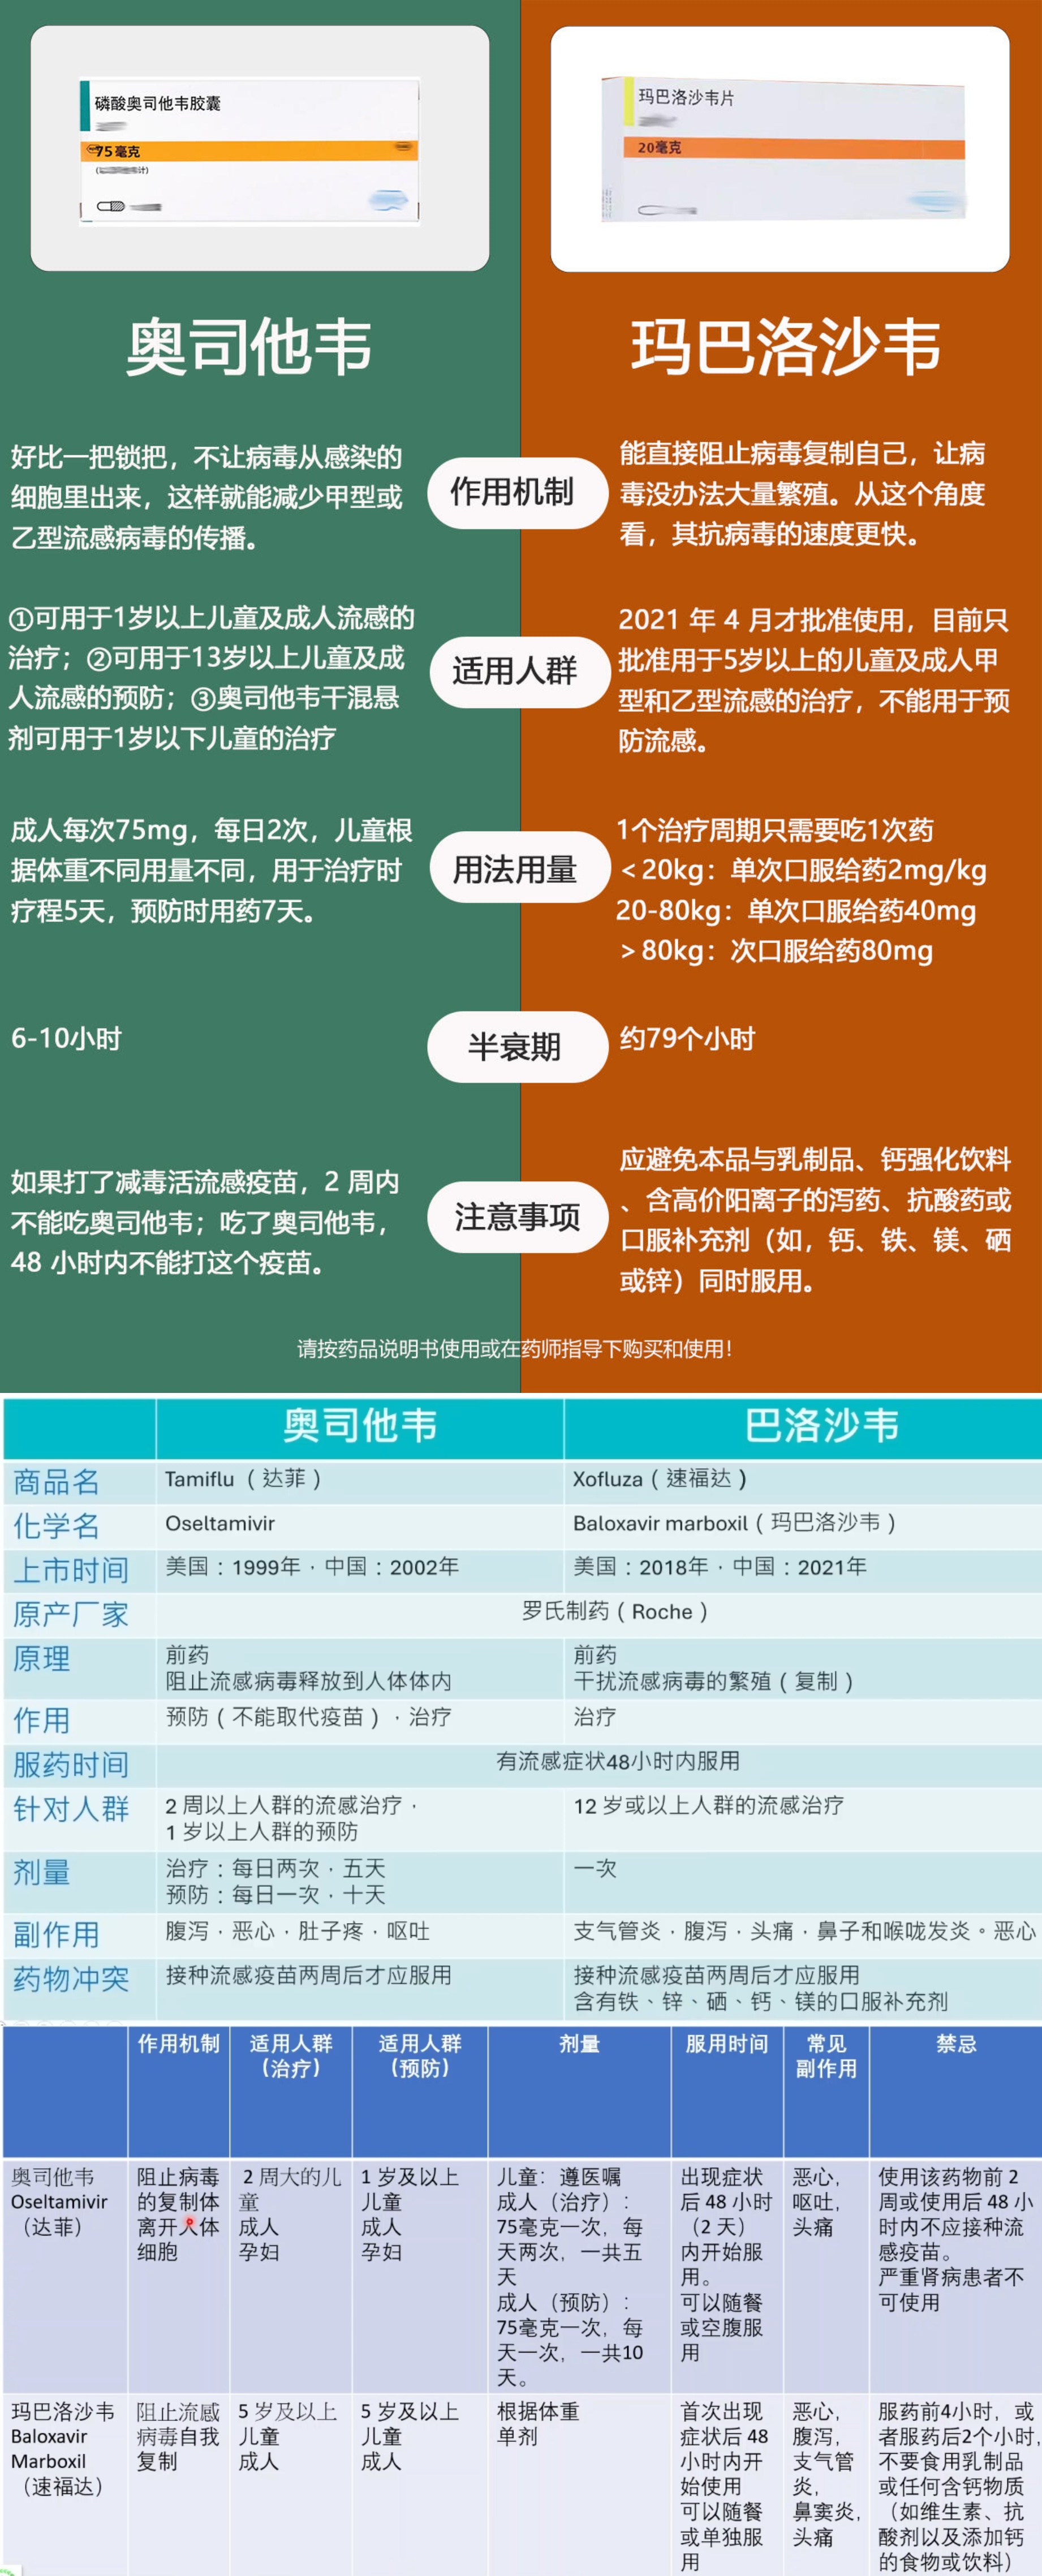 磷酸奥司他韦胶囊
75毫克
玛巴洛沙韦片
20毫克
奥司他韦
玛巴洛沙韦
作用机制
好比一把锁把，不让病毒从感染的
细胞里出来，这样就能减少甲型或
乙型流感病毒的传播。
能直接阻止病毒复制自己，让病
毒没办法大量繁殖。从这个角度
看，其抗病毒的速度更快。
适用人群
①可用于1岁以上儿童及成人流感的
治疗；②可用于13岁以上儿童及成
人流感的预防；③奥司他韦干混悬
剂可用于1岁以下儿童的治疗
2021 年 4 月才批准使用，目前只
批准用于5岁以上的儿童及成人甲
型和乙型流感的治疗，不能用于预
防流感。
用法用量
成人每次75mg，每日2次，儿童根
据体重不同用量不同，用于治疗时
疗程5天，预防时用药7天。
1个治疗周期只需要吃1次药
＜20kg：单次口服给药2mg/kg
20-80kg：单次口服给药40mg
＞80kg：次口服给药80mg
半衰期
6-10小时
约79个小时
注意事项
如果打了减毒活流感疫苗，2 周内
不能吃奥司他韦；吃了奥司他韦，
48 小时内不能打这个疫苗。
应避免本品与乳制品、钙强化饮料
、含高价阳离子的泻药、抗酸药或
口服补充剂（如，钙、铁、镁、硒
或锌）同时服用。
请按药品说明书使用或在药师指导下购买和使用！
奥司他韦
巴洛沙韦
商品名
Tamiflu（达菲）
Xofluza（速福达）
化学名
Oseltamivir
Baloxavir marboxil（玛巴洛沙韦）
上市时间
美国：1999年，中国：2002年
美国：2018年，中国：2021年
原产厂家
罗氏制药（Roche）
原理
前药
阻止流感病毒释放到人体体内
前药
干扰流感病毒的繁殖（复制）
作用
预防（不能取代疫苗），治疗
治疗
服药时间
有流感症状48小时内服用
针对人群
2 周以上人群的流感治疗，
1 岁以上人群的预防
12 岁或以上人群的流感治疗
剂量
治疗：每日两次，五天
预防：每日一次，十天
一次
副作用
腹泻，恶心，肚子疼，呕吐
支气管炎，腹泻，头痛，鼻子和喉咙发炎。恶心
药物冲突
接种流感疫苗两周后才应服用
接种流感疫苗两周后才应服用
含有铁、锌、硒、钙、镁的口服补充剂
作用机制
适用人群
（治疗）
适用人群
（预防）
剂量
服用时间
常见
副作用
禁忌
奥司他韦
Oseltamivir
（达菲）
阻止病毒
的复制体
离开人体
细胞
2 周大的儿
童
成人
孕妇
1 岁及以上
儿童
成人
孕妇
儿童：遵医嘱
成人（治疗）：
75毫克一次，每
天两次，一共五
天
成人（预防）：
75毫克一次，每
天一次，一共10
天。
出现症状
后 48 小时
（2 天）
内开始服
用。
可以随餐
或空腹服
用
恶心，
呕吐，
头痛
使用该药物前 2
周或使用后 48 小
时内不应接种流
感疫苗。
严重肾病患者不
可使用
玛巴洛沙韦
Baloxavir
Marboxil
（速福达）
阻止流感
病毒自我
复制
5 岁及以上
儿童
成人
5 岁及以上
儿童
成人
根据体重
单剂
首次出现
症状后 48
小时内开
始使用
可以随餐
或单独服
用
恶心，
腹泻，
支气管
炎，
鼻窦炎，
头痛
服药前4小时，或
者服药后2个小时，
不要食用乳制品
或任何含钙物质
（如维生素、抗
酸剂以及添加钙
的食物或饮料）